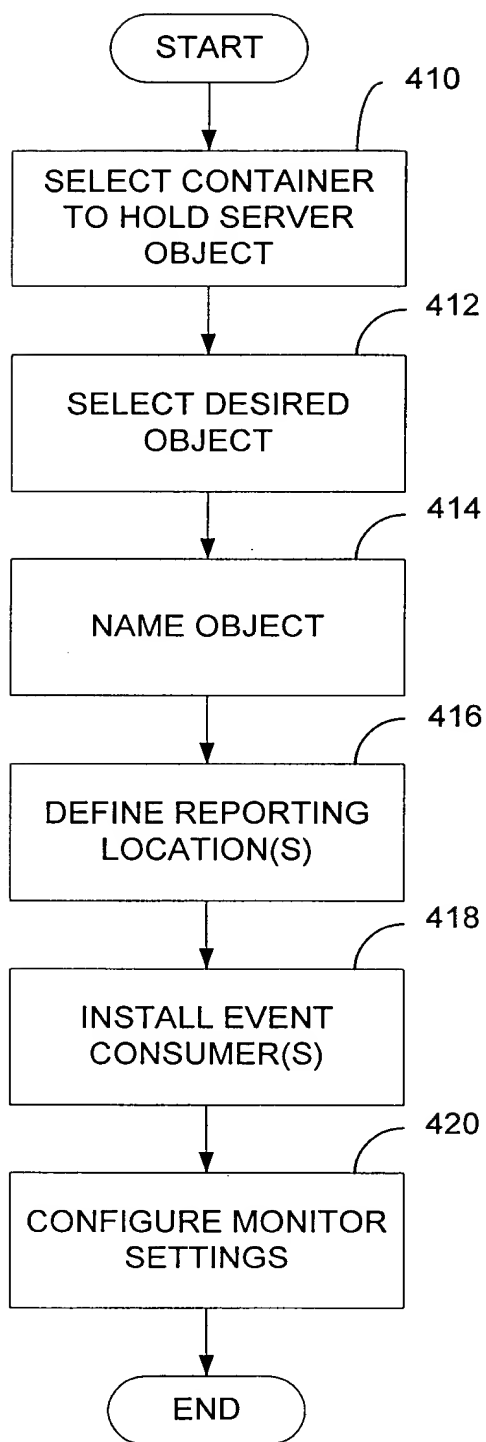 START
410
SELECT CONTAINER
TO HOLD SERVER
OBJECT
412
SELECT DESIRED
OBJECT
414
NAME OBJECT
416
DEFINE REPORTING
LOCATION(S)
418
INSTALL EVENT
CONSUMER(S)
420
CONFIGURE MONITOR
SETTINGS
END